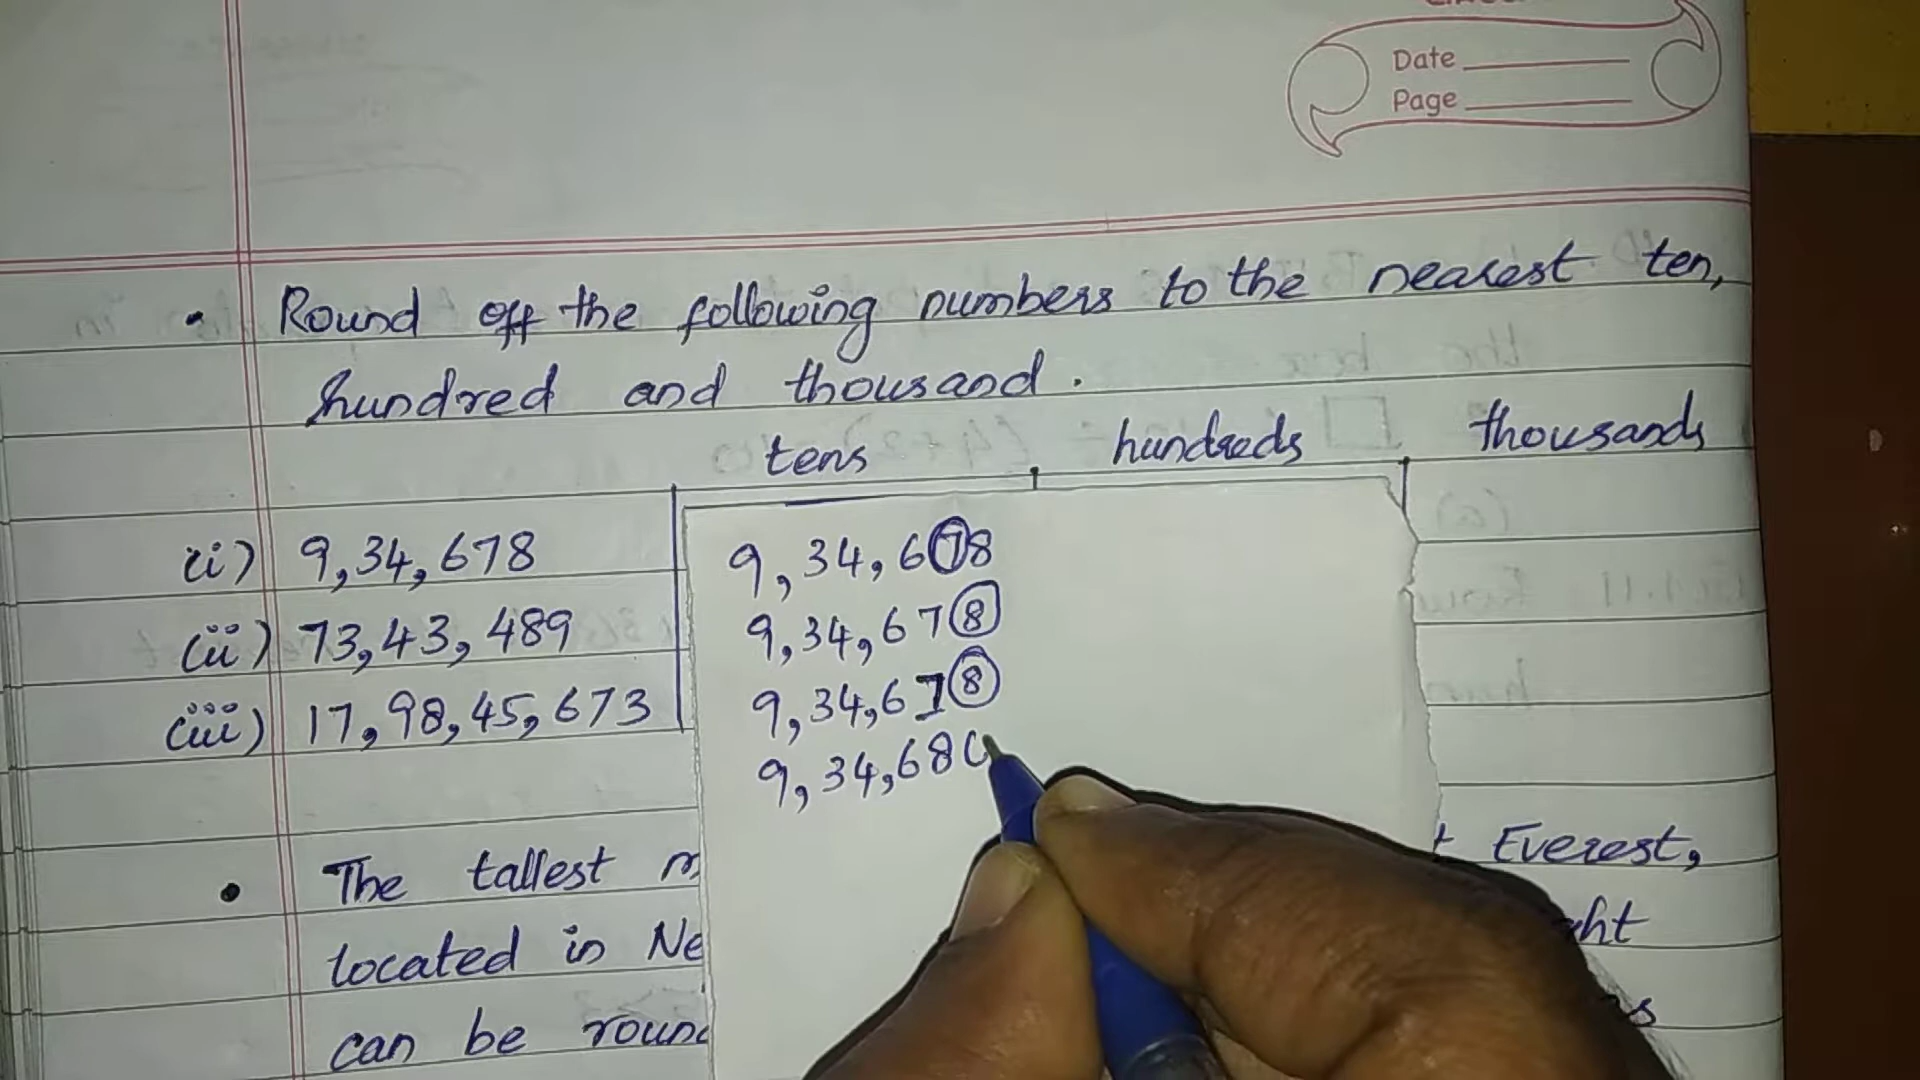 Date
Page
• Round off the following numbers to the nearest ten,
hundred and thousand.
tens hundreds thousands
(i) 9,34,678
(ii) 73,43,489
(iii) 17,98,45,673
9,34,678
9,34,678
9,34,678
9,34,680
• The tallest
Everest,
located in
can be